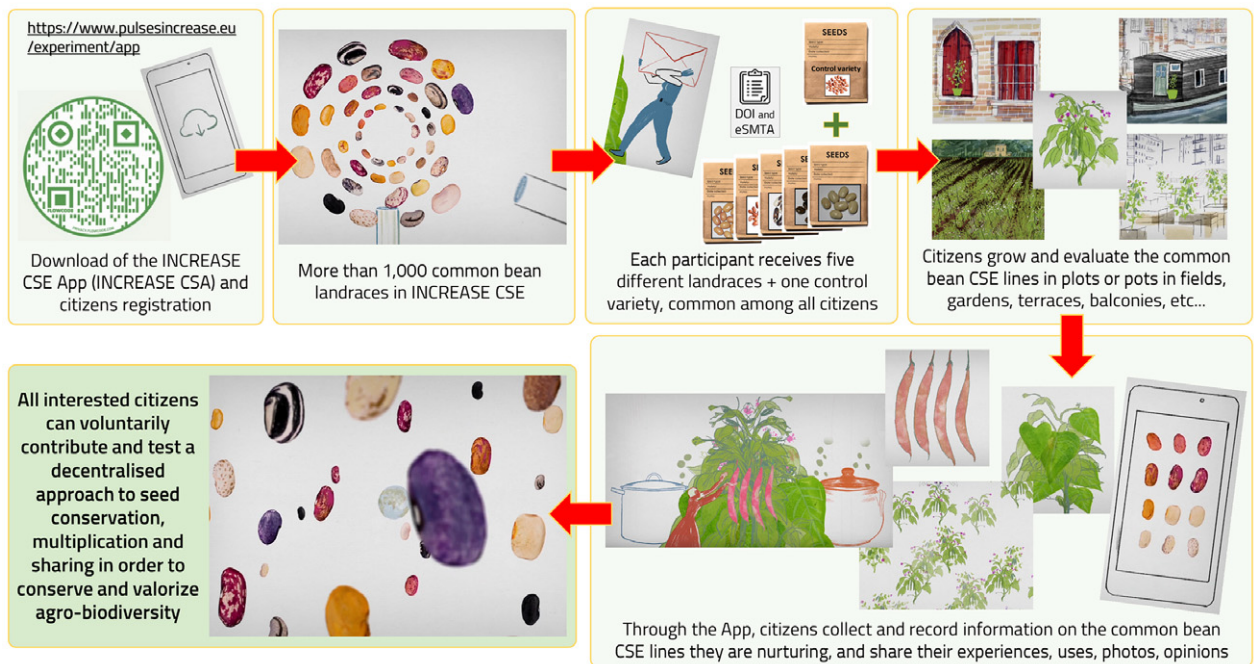 https://www.pulsesincrease.eu
/experiment/app
Download of the INCREASE
CSE App (INCREASE CSA) and
citizens registration
More than 1,000 common bean
landraces in INCREASE CSE
DOI and
eSMTA
SEEDS
Control variety
+
SEEDS
Each participant receives five
different landraces + one control
variety, common among all citizens
Citizens grow and evaluate the common
bean CSE lines in plots or pots in fields,
gardens, terraces, balconies, etc...
Through the App, citizens collect and record information on the common bean
CSE lines they are nurturing, and share their experiences, uses, photos, opinions
All interested citizens
can voluntarily
contribute and test a
decentralised
approach to seed
conservation,
multiplication and
sharing in order to
conserve and valorize
agro-biodiversity